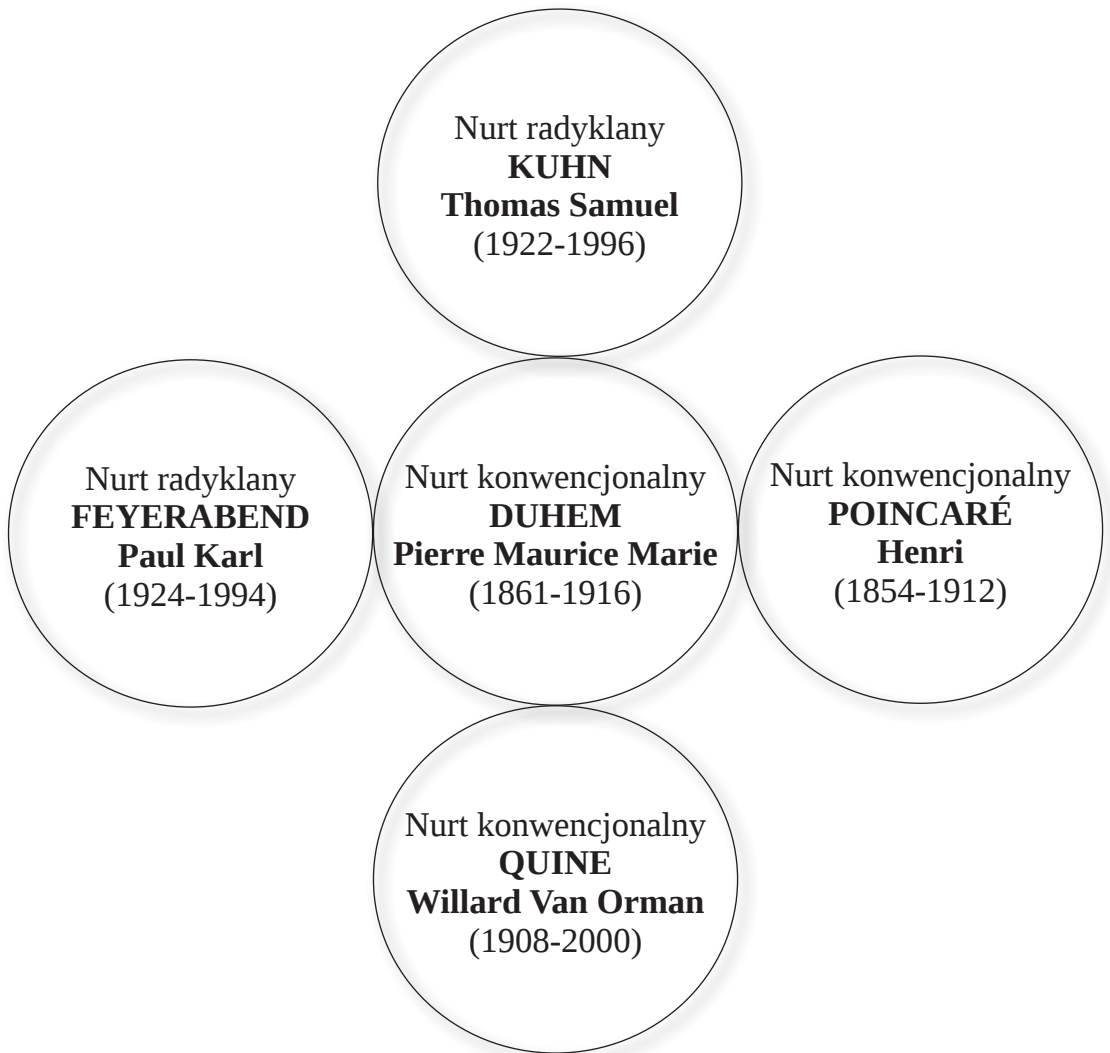 Nurt radyklany
KUHN
Thomas Samuel
(1922-1996)
Nurt radyklany
FEYERABEND
Paul Karl
(1924-1994)
Nurt konwencjonalny
DUHEM
Pierre Maurice Marie
(1861-1916)
Nurt konwencjonalny
POINCARÉ
Henri
(1854-1912)
Nurt konwencjonalny
QUINE
Willard Van Orman
(1908-2000)